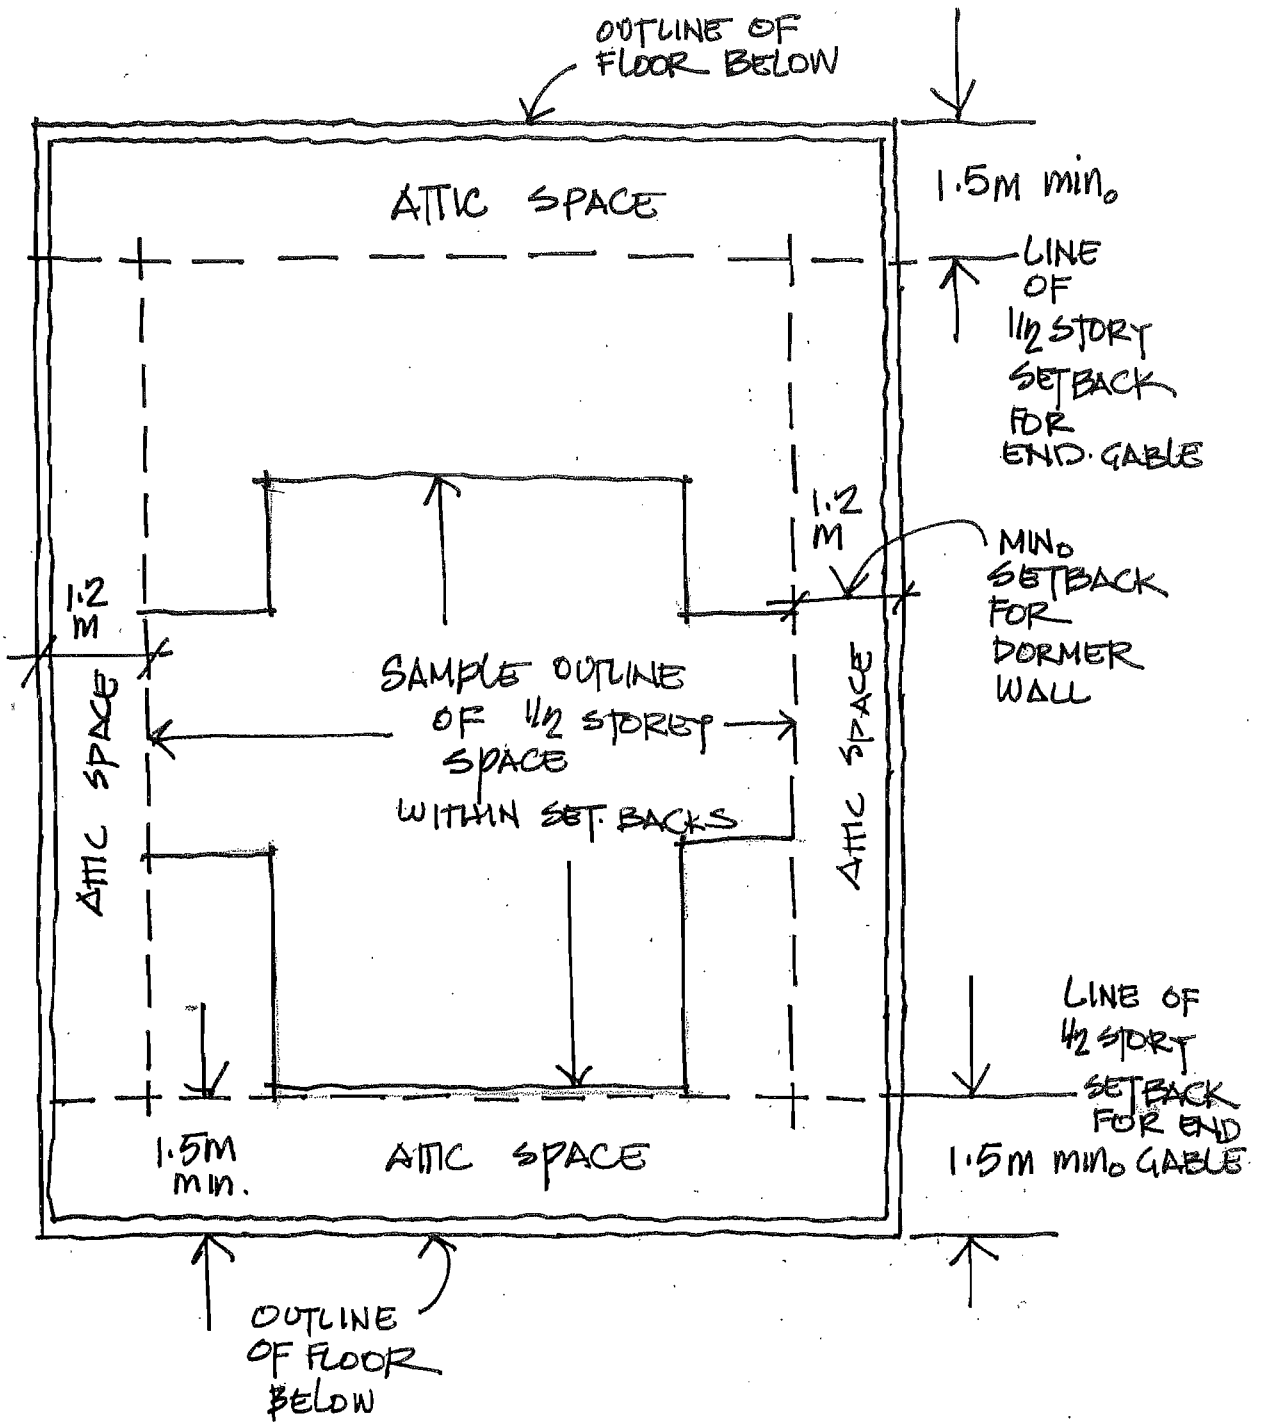 OUTLINE OF
FLOOR BELOW
ATTIC SPACE
1.5M min.
LINE
OF
1/2 STORY
SETBACK
FOR
END.GABLE
1.2
M
MIN.
SETBACK
FOR
DORMER
WALL
1.2
M
SAMPLE OUTLINE
OF 1/2 STOREY
SPACE
WITHIN SET.BACKS
ATTIC SPACE
ATTIC SPACE
LINE OF
1/2 STORY
SETBACK
FOR END
1.5M min. GABLE
1.5M
min.
ATTIC SPACE
OUTLINE
OF FLOOR
BELOW